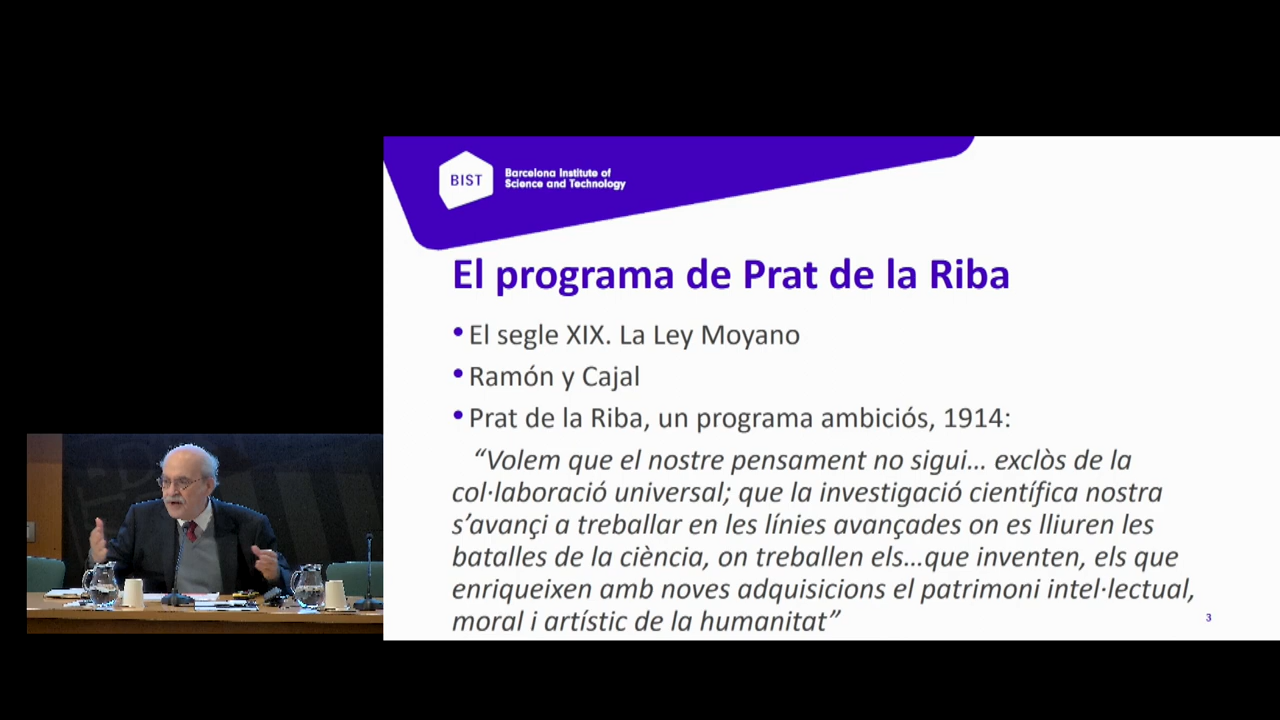 BIST
Barcelona Institute of
Science and Technology
El programa de Prat de la Riba
• El segle XIX. La Ley Moyano
• Ramón y Cajal
• Prat de la Riba, un programa ambiciós, 1914:
“Volem que el nostre pensament no sigui... exclòs de la
col·laboració universal; que la investigació científica nostra
s’avançi a treballar en les línies avançades on es lliuren les
batalles de la ciència, on treballen els...que inventen, els que
enriqueixen amb noves adquisicions el patrimoni intel·lectual,
moral i artístic de la humanitat”
3